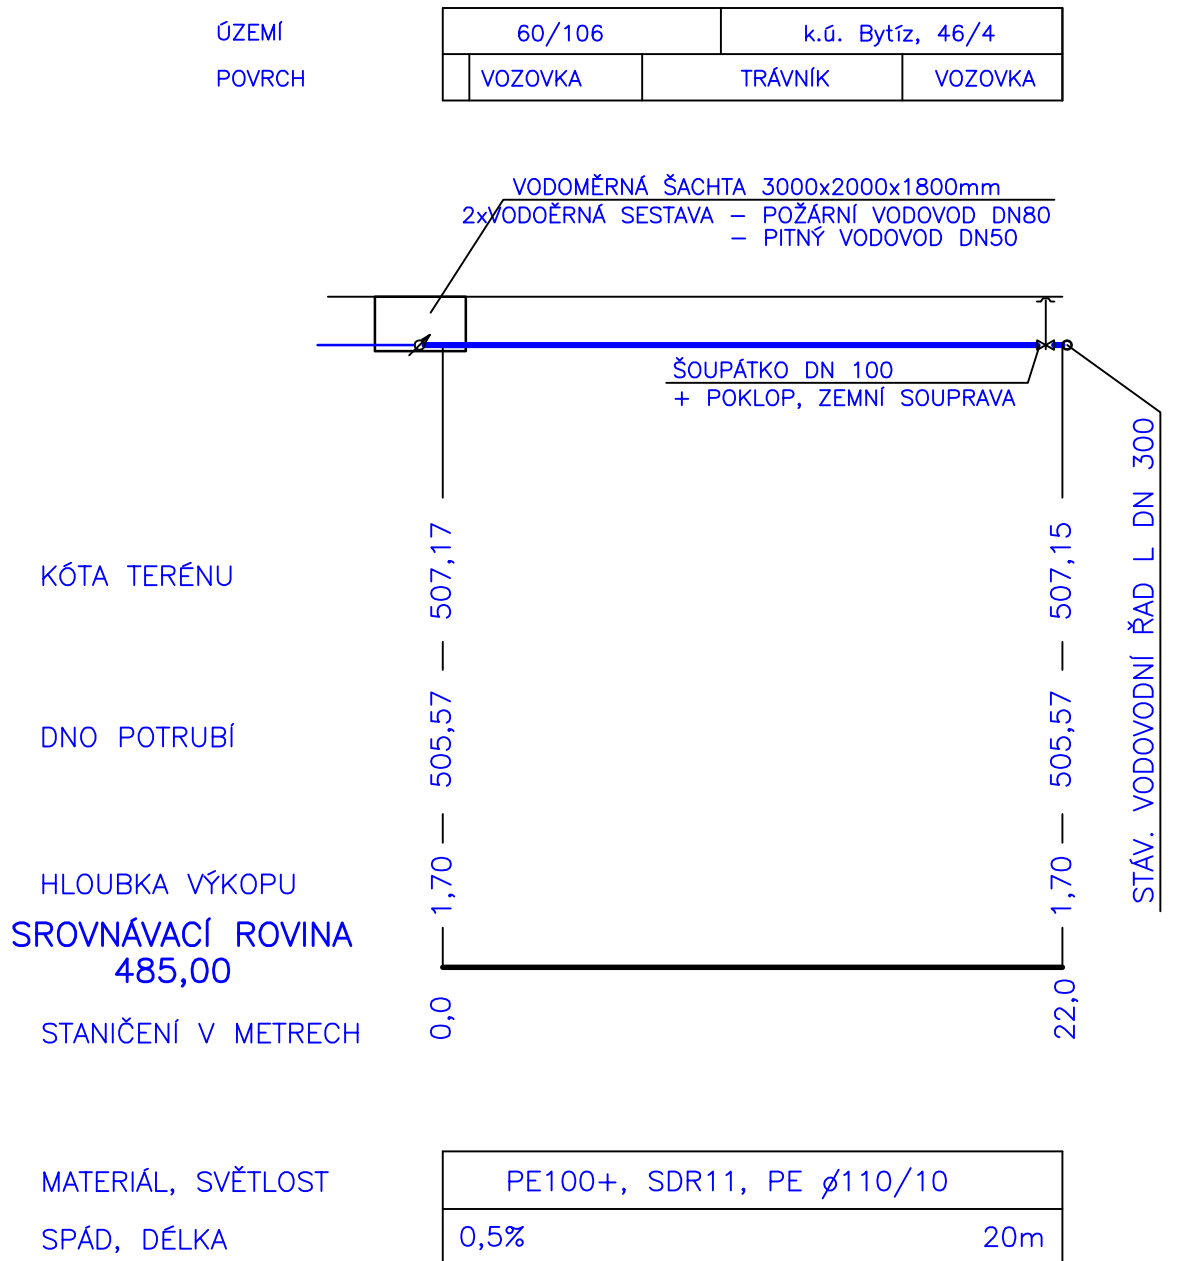 ÚZEMÍ 60/106 k.ú. Bytíz, 46/4
POVRCH VOZOVKA TRÁVNÍK VOZOVKA
VODOMĚRNÁ ŠACHTA 3000x2000x1800mm
2xVODOĚRNÁ SESTAVA – POŽÁRNÍ VODOVOD DN80
– PITNÝ VODOVOD DN50
ŠOUPÁTKO DN 100
+ POKLOP, ZEMNÍ SOUPRAVA
STÁV. VODOVODNÍ ŘAD L DN 300
KÓTA TERÉNU 507,17 507,15
DNO POTRUBÍ 505,57 505,57
HLOUBKA VÝKOPU 1,70 1,70
SROVNÁVACÍ ROVINA
485,00
STANIČENÍ V METRECH 0,0 22,0
MATERIÁL, SVĚTLOST PE100+, SDR11, PE ø110/10
SPÁD, DÉLKA 0,5% 20m